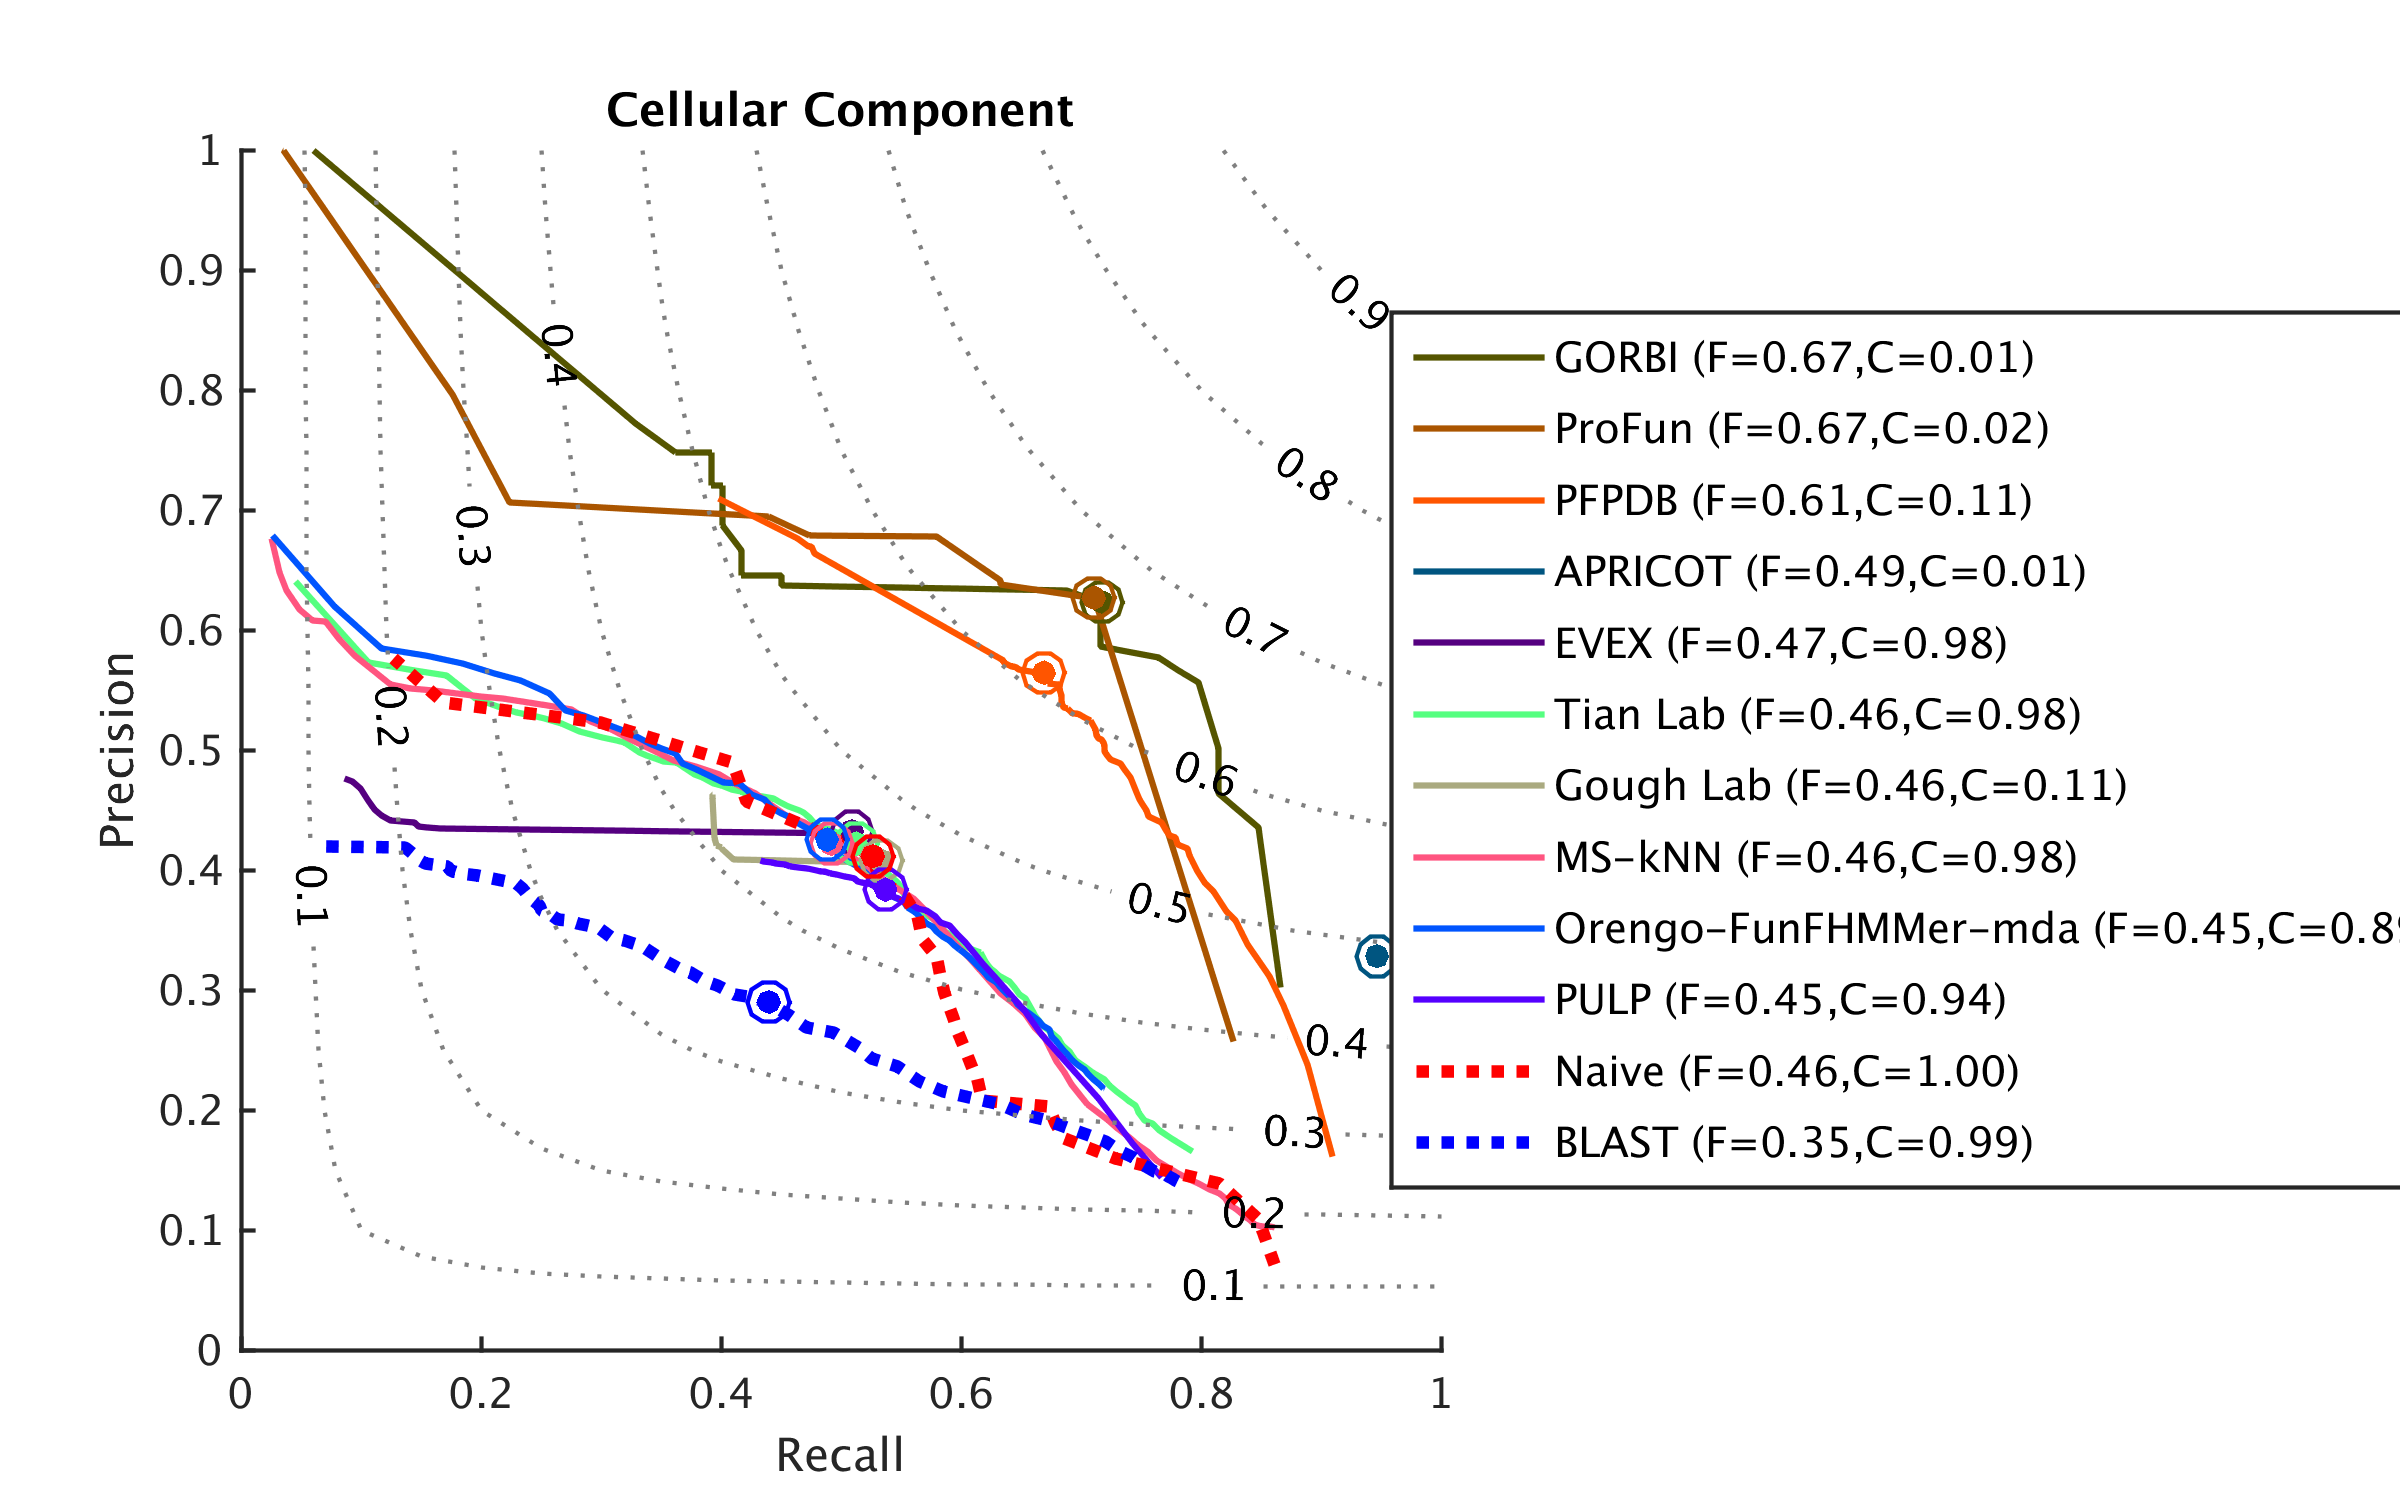 Cellular Component
1
0.9
0.8
0.7
0.6
0.5
0.4
0.3
0.2
0.1
0
Precision
0
0.2
0.4
0.6
0.8
1
Recall
0.4
0.3
0.2
0.1
0.9
0.8
0.7
0.6
0.5
0.4
0.3
0.2
0.1
GORBI (F=0.67,C=0.01)
ProFun (F=0.67,C=0.02)
PFPDB (F=0.61,C=0.11)
APRICOT (F=0.49,C=0.01)
EVEX (F=0.47,C=0.98)
Tian Lab (F=0.46,C=0.98)
Gough Lab (F=0.46,C=0.11)
MS-kNN (F=0.46,C=0.98)
Orengo-FunFHMMer-mda (F=0.45,C=0.89
PULP (F=0.45,C=0.94)
Naive (F=0.46,C=1.00)
BLAST (F=0.35,C=0.99)